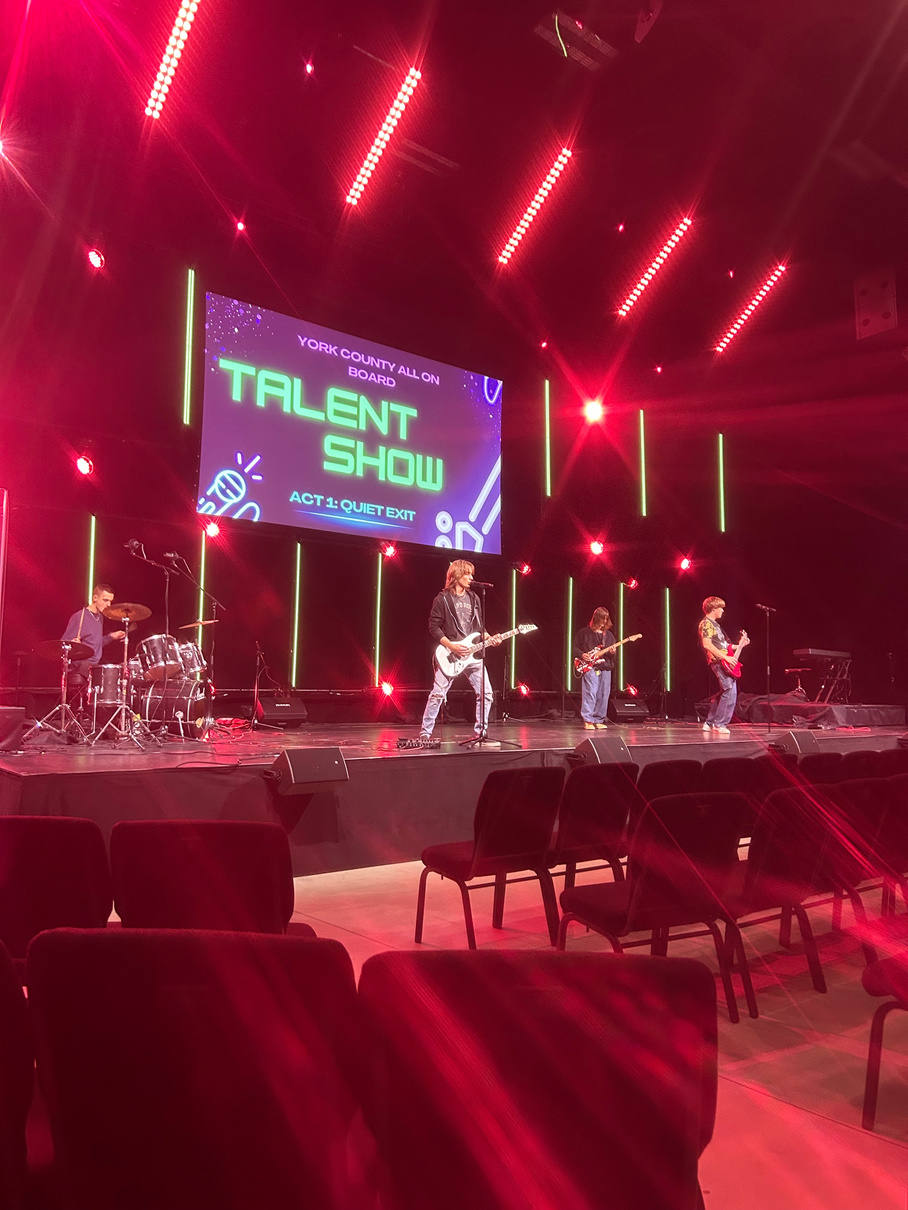 YORK COUNTY ALL ON
BOARD
TALENT
SHOW
ACT 1: QUIET EXIT